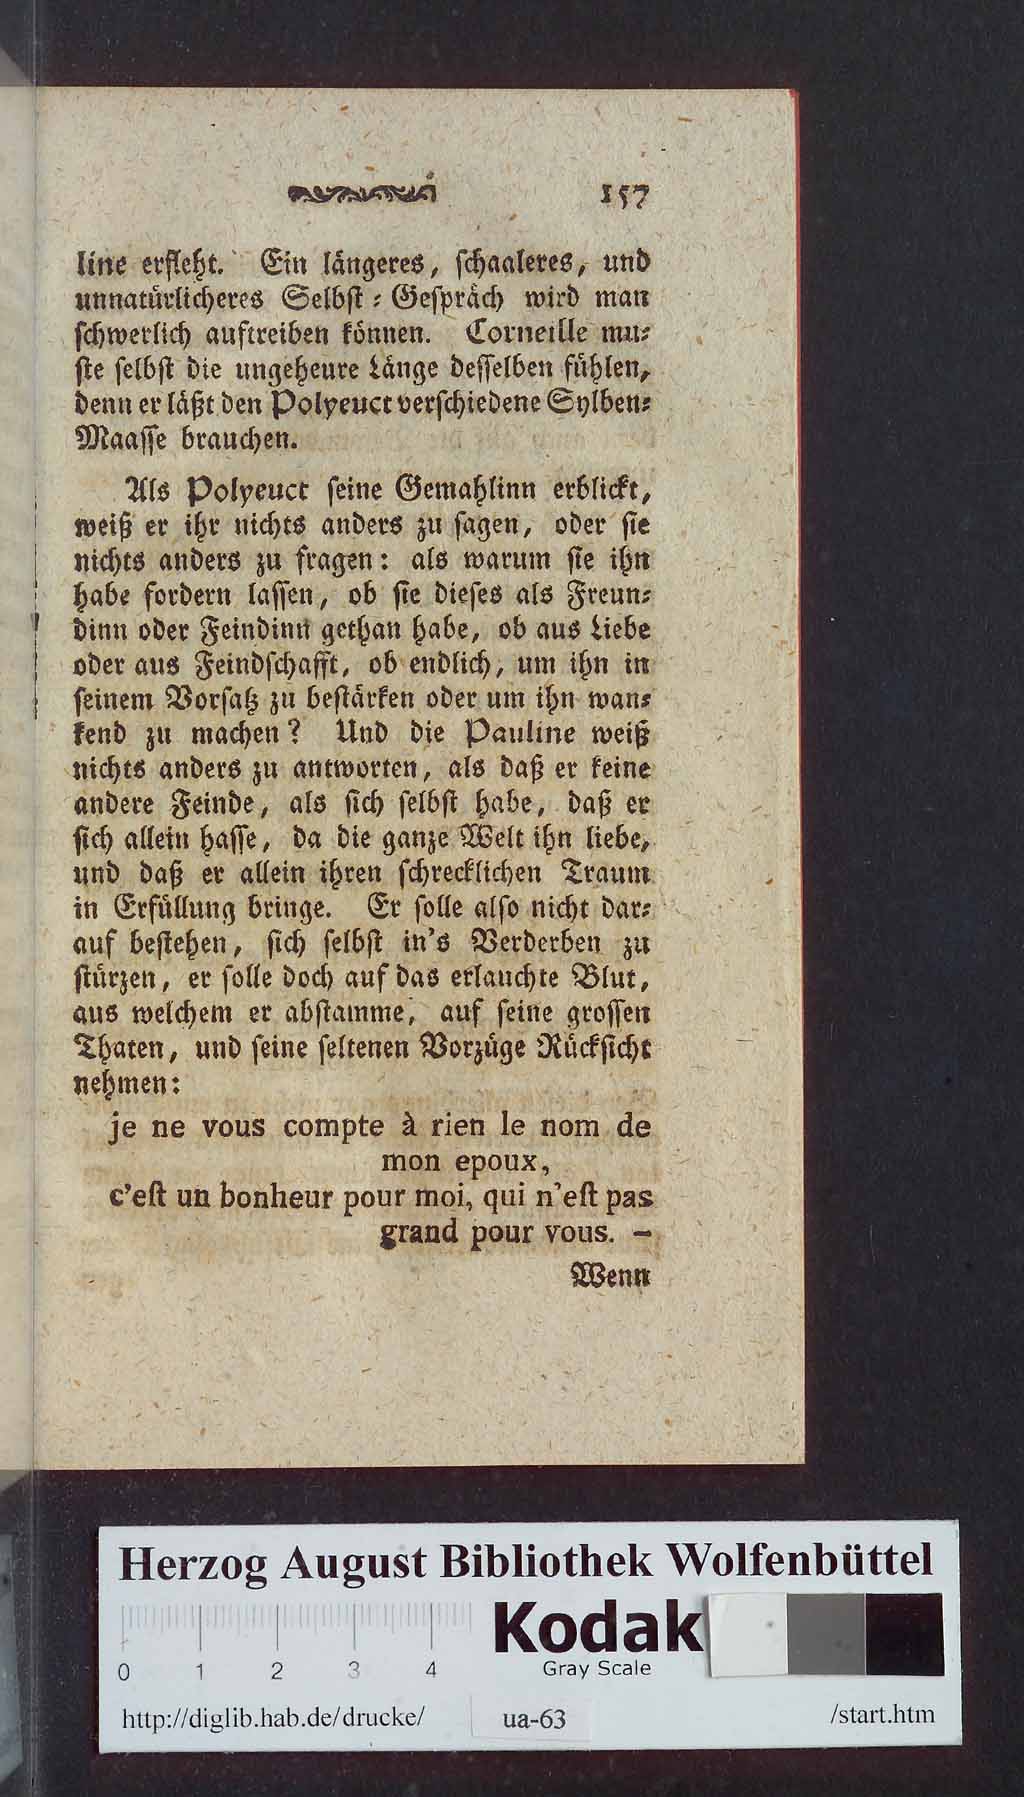 157
line erfleht. Ein längeres, schaaleres, und
unnatürlicheres Selbst⸗Gespräch wird man
schwerlich auftreiben können. Corneille mu⸗
ste selbst die ungeheure Länge desselben fühlen,
denn er läßt den Polyeuct verschiedene Sylben⸗
Maasse brauchen.
Als Polyeuct seine Gemahlinn erblickt,
weiß er ihr nichts anders zu sagen, oder sie
nichts anders zu fragen: als warum sie ihn
habe fordern lassen, ob sie dieses als Freun⸗
dinn oder Feindinn gethan habe, ob aus Liebe
oder aus Feindschafft, ob endlich, um ihn in
seinem Vorsatz zu bestärken oder um ihn wan⸗
kend zu machen? Und die Pauline weiß
nichts anders zu antworten, als daß er keine
andere Feinde, als sich selbst habe, daß er
sich allein hasse, da die ganze Welt ihn liebe,
und daß er allein ihren schrecklichen Traum
in Erfüllung bringe. Er solle also nicht dar⸗
auf bestehen, sich selbst in's Verderben zu
stürzen, er solle doch auf das erlauchte Blut,
aus welchem er abstamme, auf seine grossen
Thaten, und seine seltenen Vorzüge Rücksicht
nehmen:
je ne vous compte à rien le nom de
mon epoux,
c'eſt un bonheur pour moi, qui n'eſt pas
grand pour vous. –
Wenn
Herzog August Bibliothek Wolfenbüttel
Kodak
Gray Scale
0 1 2 3 4
http://diglib.hab.de/drucke/ ua-63 /start.htm